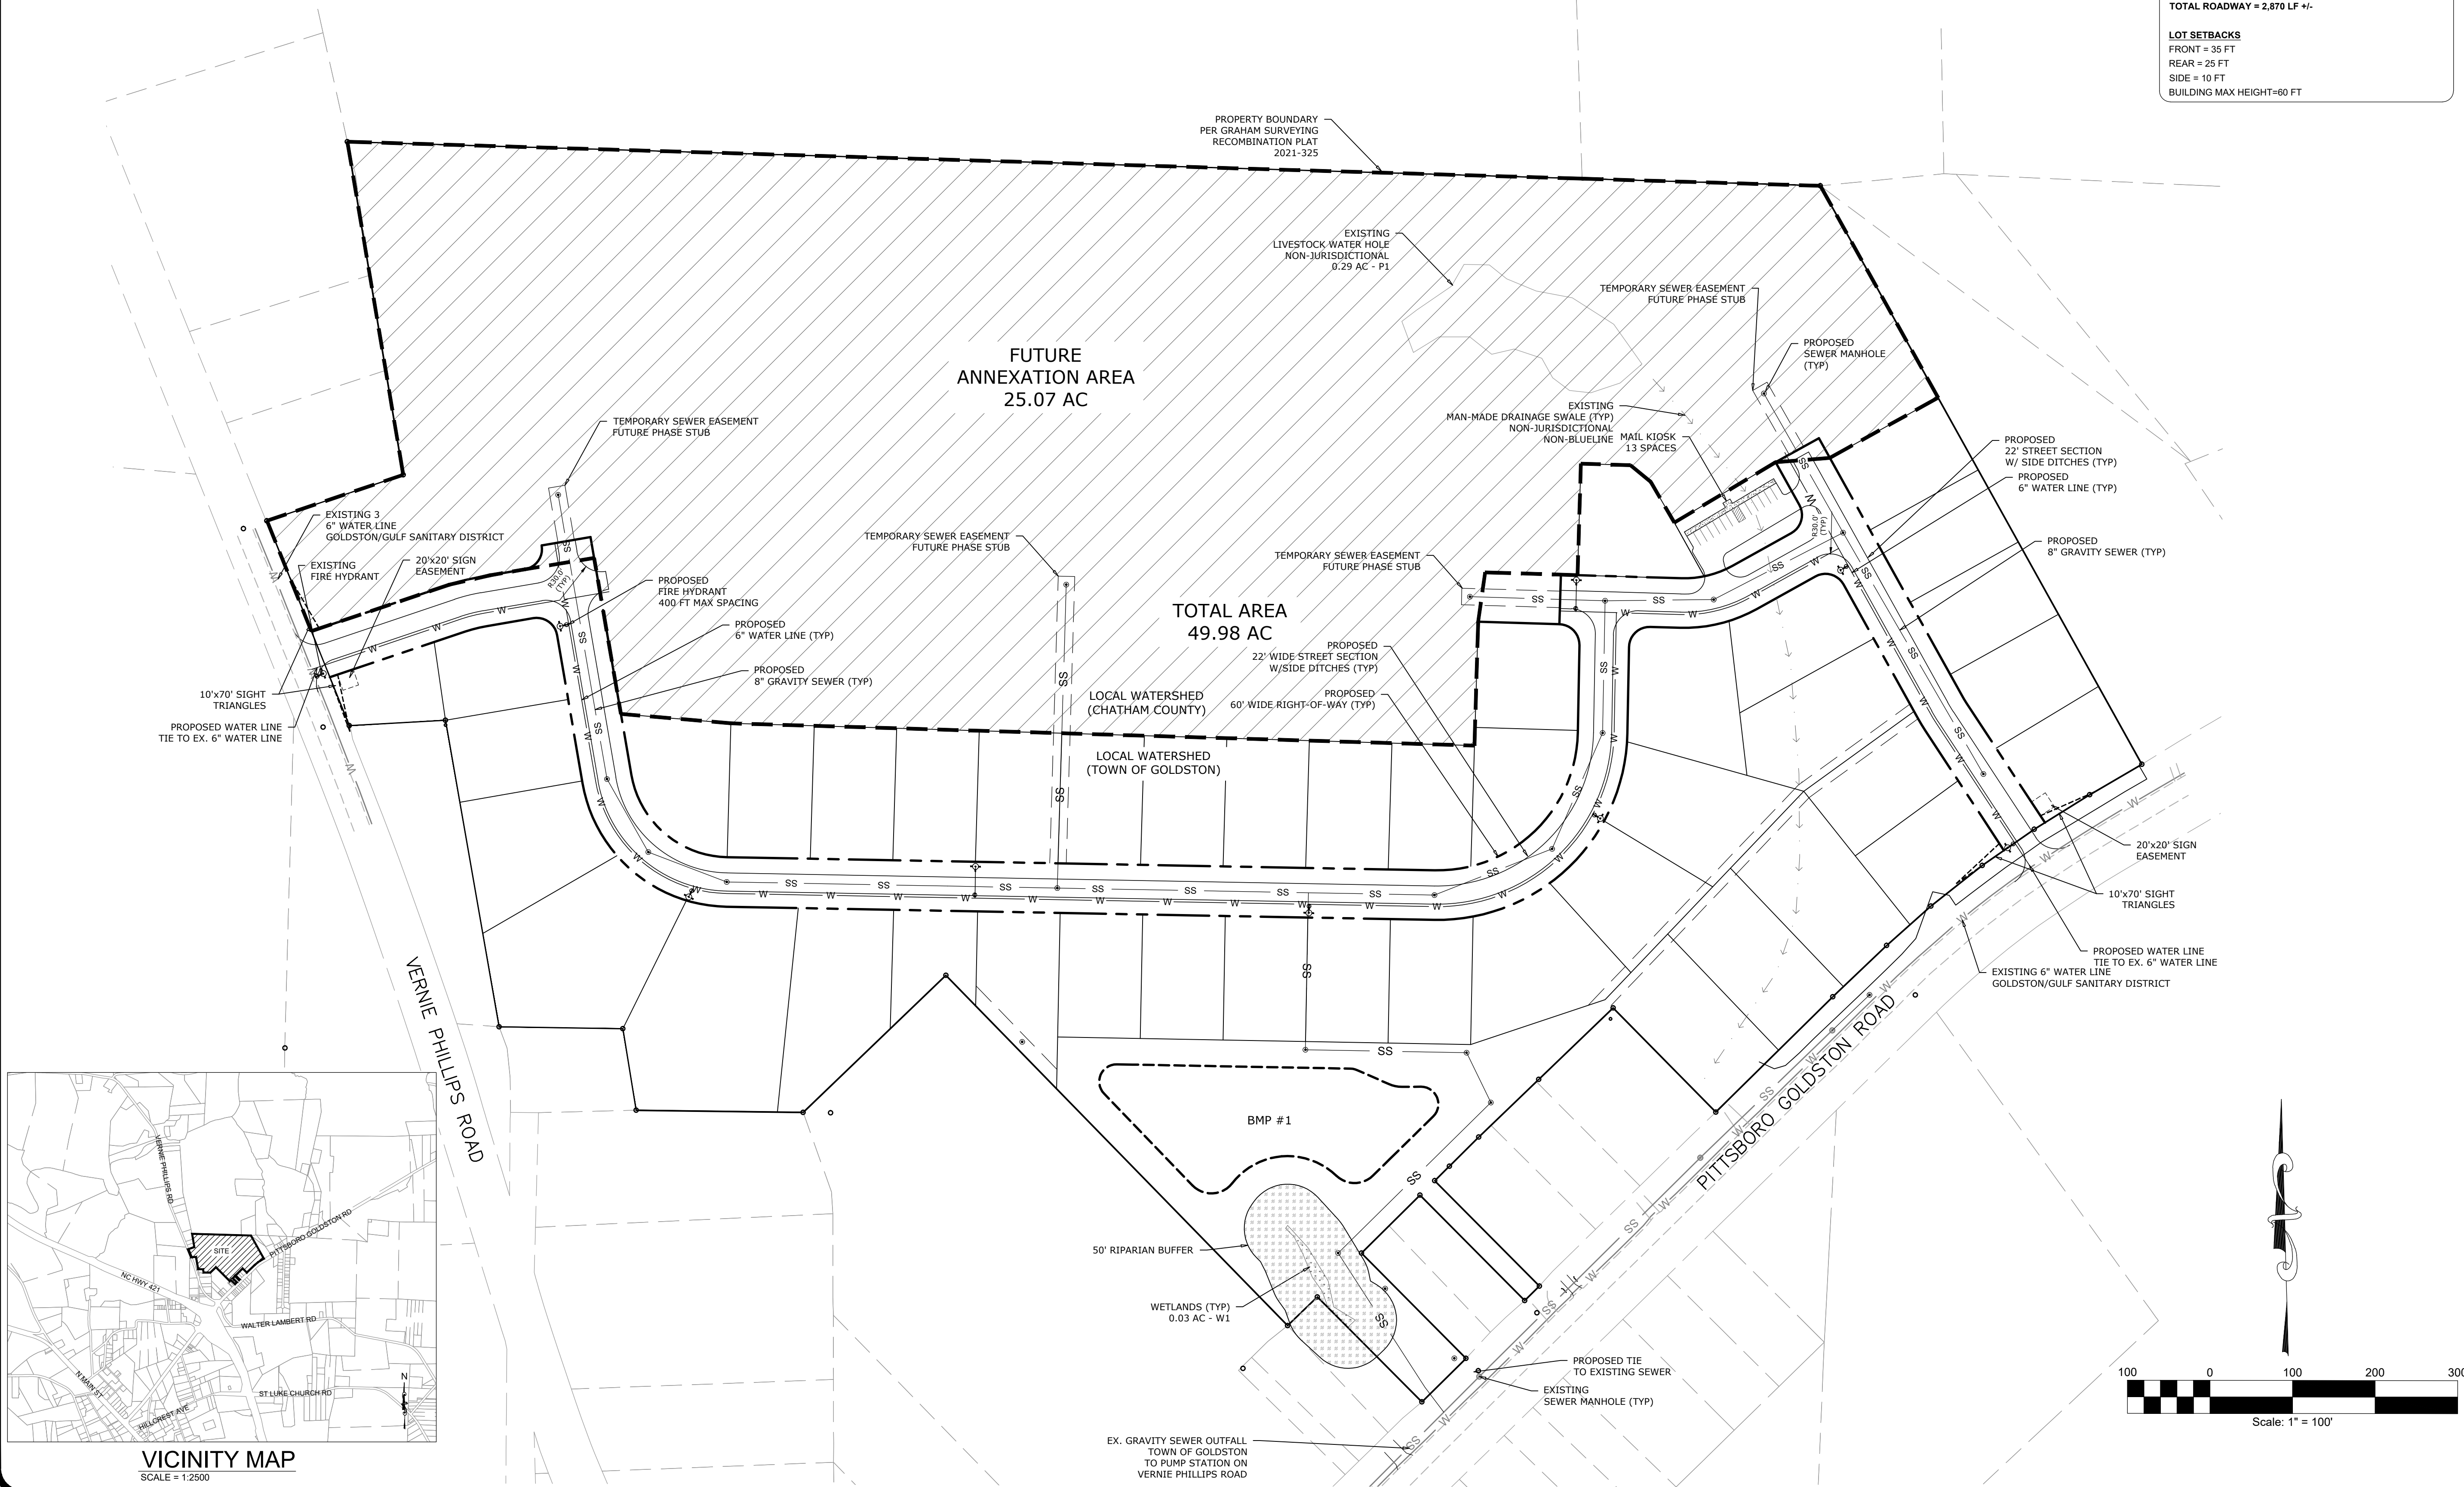 TOTAL ROADWAY = 2,870 LF +/-
LOT SETBACKS
FRONT = 35 FT
REAR = 25 FT
SIDE = 10 FT
BUILDING MAX HEIGHT=60 FT
PROPERTY BOUNDARY
PER GRAHAM SURVEYING
RECOMBINATION PLAT
2021-325
EXISTING
LIVESTOCK WATER HOLE
NON-JURISDICTIONAL
0.29 AC - P1
TEMPORARY SEWER EASEMENT
FUTURE PHASE STUB
PROPOSED
SEWER MANHOLE
(TYP)
FUTURE
ANNEXATION AREA
25.07 AC
EXISTING
MAN-MADE DRAINAGE SWALE (TYP)
NON-JURISDICTIONAL
NON-BLUELINE
MAIL KIOSK
13 SPACES
TEMPORARY SEWER EASEMENT
FUTURE PHASE STUB
PROPOSED
22' STREET SECTION
W/ SIDE DITCHES (TYP)
PROPOSED
6" WATER LINE (TYP)
PROPOSED
8" GRAVITY SEWER (TYP)
EXISTING 3
6" WATER LINE
GOLDSTON/GULF SANITARY DISTRICT
EXISTING
FIRE HYDRANT
20'x20' SIGN
EASEMENT
R30.0'
(TYP)
PROPOSED
FIRE HYDRANT
400 FT MAX SPACING
TEMPORARY SEWER EASEMENT
FUTURE PHASE STUB
TEMPORARY SEWER EASEMENT
FUTURE PHASE STUB
R30.0'
(TYP)
PROPOSED
6" WATER LINE (TYP)
PROPOSED
8" GRAVITY SEWER (TYP)
TOTAL AREA
49.98 AC
PROPOSED
22' WIDE STREET SECTION
W/SIDE DITCHES (TYP)
PROPOSED
60' WIDE RIGHT-OF-WAY (TYP)
LOCAL WATERSHED
(CHATHAM COUNTY)
LOCAL WATERSHED
(TOWN OF GOLDSTON)
10'x70' SIGHT
TRIANGLES
PROPOSED WATER LINE
TIE TO EX. 6" WATER LINE
20'x20' SIGN
EASEMENT
10'x70' SIGHT
TRIANGLES
PROPOSED WATER LINE
TIE TO EX. 6" WATER LINE
EXISTING 6" WATER LINE
GOLDSTON/GULF SANITARY DISTRICT
SS SS SS SS SS SS SS SS
W W W W W W W W W W W
VERNIE PHILLIPS ROAD
PITTSBORO GOLDSTON ROAD
BMP #1
50' RIPARIAN BUFFER
WETLANDS (TYP)
0.03 AC - W1
PROPOSED TIE
TO EXISTING SEWER
EXISTING
SEWER MANHOLE (TYP)
EX. GRAVITY SEWER OUTFALL
TOWN OF GOLDSTON
TO PUMP STATION ON
VERNIE PHILLIPS ROAD
VERNIE PHILLIPS RD
PITTSBORO GOLDSTON RD
SITE
NC HWY 421
WALTER LAMBERT RD
N MAIN ST
ST LUKE CHURCH RD
HILLCREST AVE
N
VICINITY MAP
SCALE = 1:2500
100 0 100 200 300
Scale: 1" = 100'